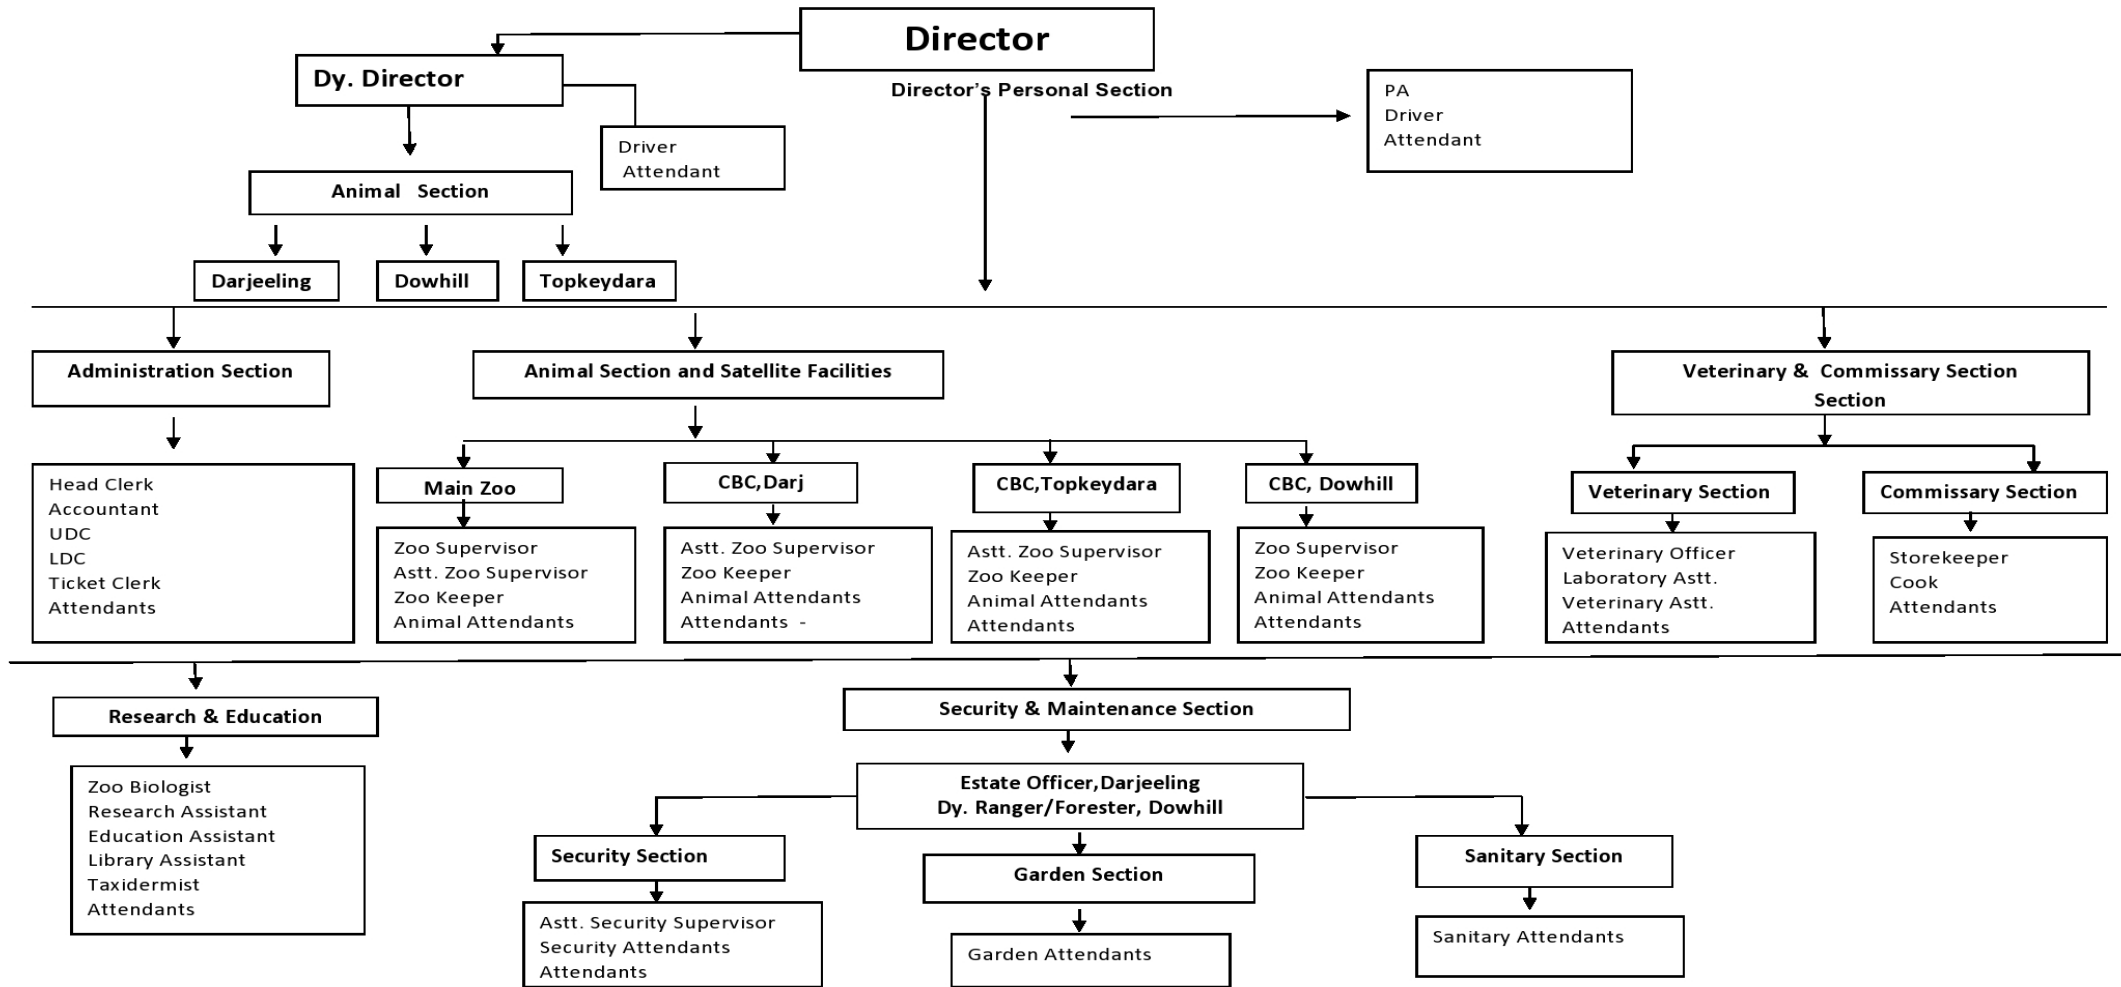 Director
Dy. Director
Director's Personal Section
PA
Driver
Attendant
Driver
Attendant
Animal Section
Darjeeling
Dowhill
Topkeydara
Administration Section
Animal Section and Satellite Facilities
Veterinary & Commissary Section
Section
Head Clerk
Accountant
UDC
LDC
Ticket Clerk
Attendants
Main Zoo
Zoo Supervisor
Astt. Zoo Supervisor
Zoo Keeper
Animal Attendants
CBC,Darj
Astt. Zoo Supervisor
Zoo Keeper
Animal Attendants
Attendants -
CBC,Topkeydara
Astt. Zoo Supervisor
Zoo Keeper
Animal Attendants
Attendants
CBC, Dowhill
Zoo Supervisor
Zoo Keeper
Animal Attendants
Attendants
Veterinary Section
Veterinary Officer
Laboratory Astt.
Veterinary Astt.
Attendants
Commissary Section
Storekeeper
Cook
Attendants
Research & Education
Zoo Biologist
Research Assistant
Education Assistant
Library Assistant
Taxidermist
Attendants
Security & Maintenance Section
Estate Officer,Darjeeling
Dy. Ranger/Forester, Dowhill
Security Section
Astt. Security Supervisor
Security Attendants
Attendants
Garden Section
Garden Attendants
Sanitary Section
Sanitary Attendants